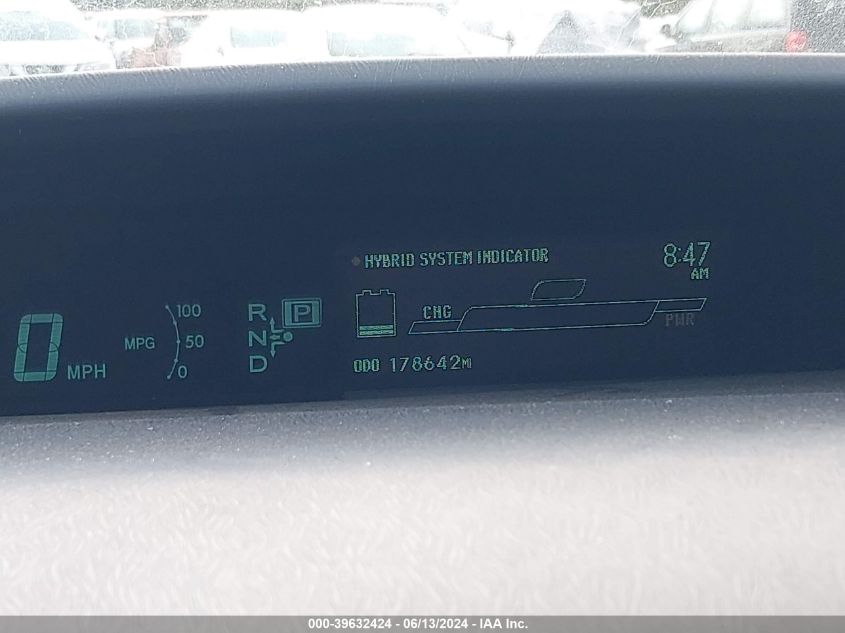 HYBRID SYSTEM INDICATOR
8:47
AM
CHG
PWR
ODO 178642MI
0 MPH
MPG
100
50
0
R
P
N
D
000-39632424 - 06/13/2024 - IAA Inc.